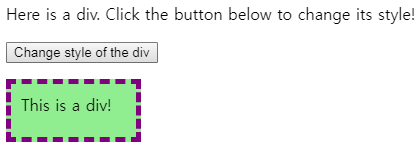 Here is a div. Click the button below to change its style!
Change style of the div
This is a div!